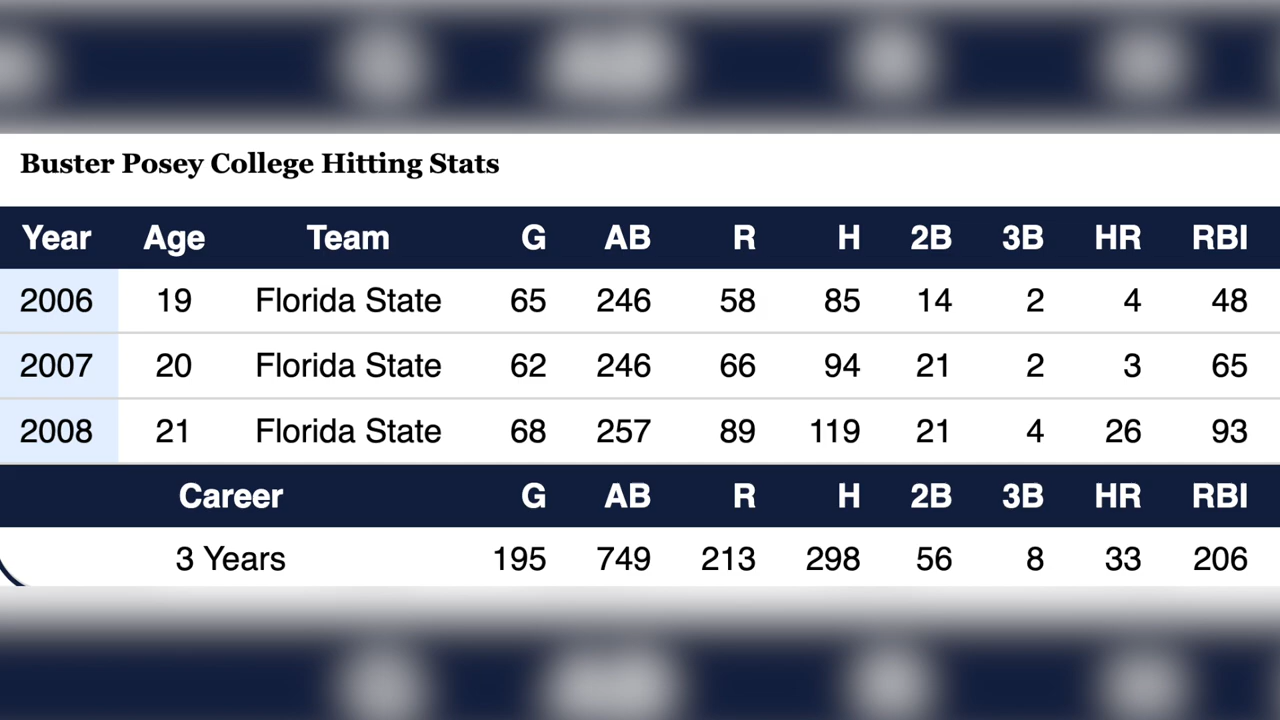 Buster Posey College Hitting Stats
Year Age Team G AB R H 2B 3B HR RBI
2006 19 Florida State 65 246 58 85 14 2 4 48
2007 20 Florida State 62 246 66 94 21 2 3 65
2008 21 Florida State 68 257 89 119 21 4 26 93
Career G AB R H 2B 3B HR RBI
3 Years 195 749 213 298 56 8 33 206